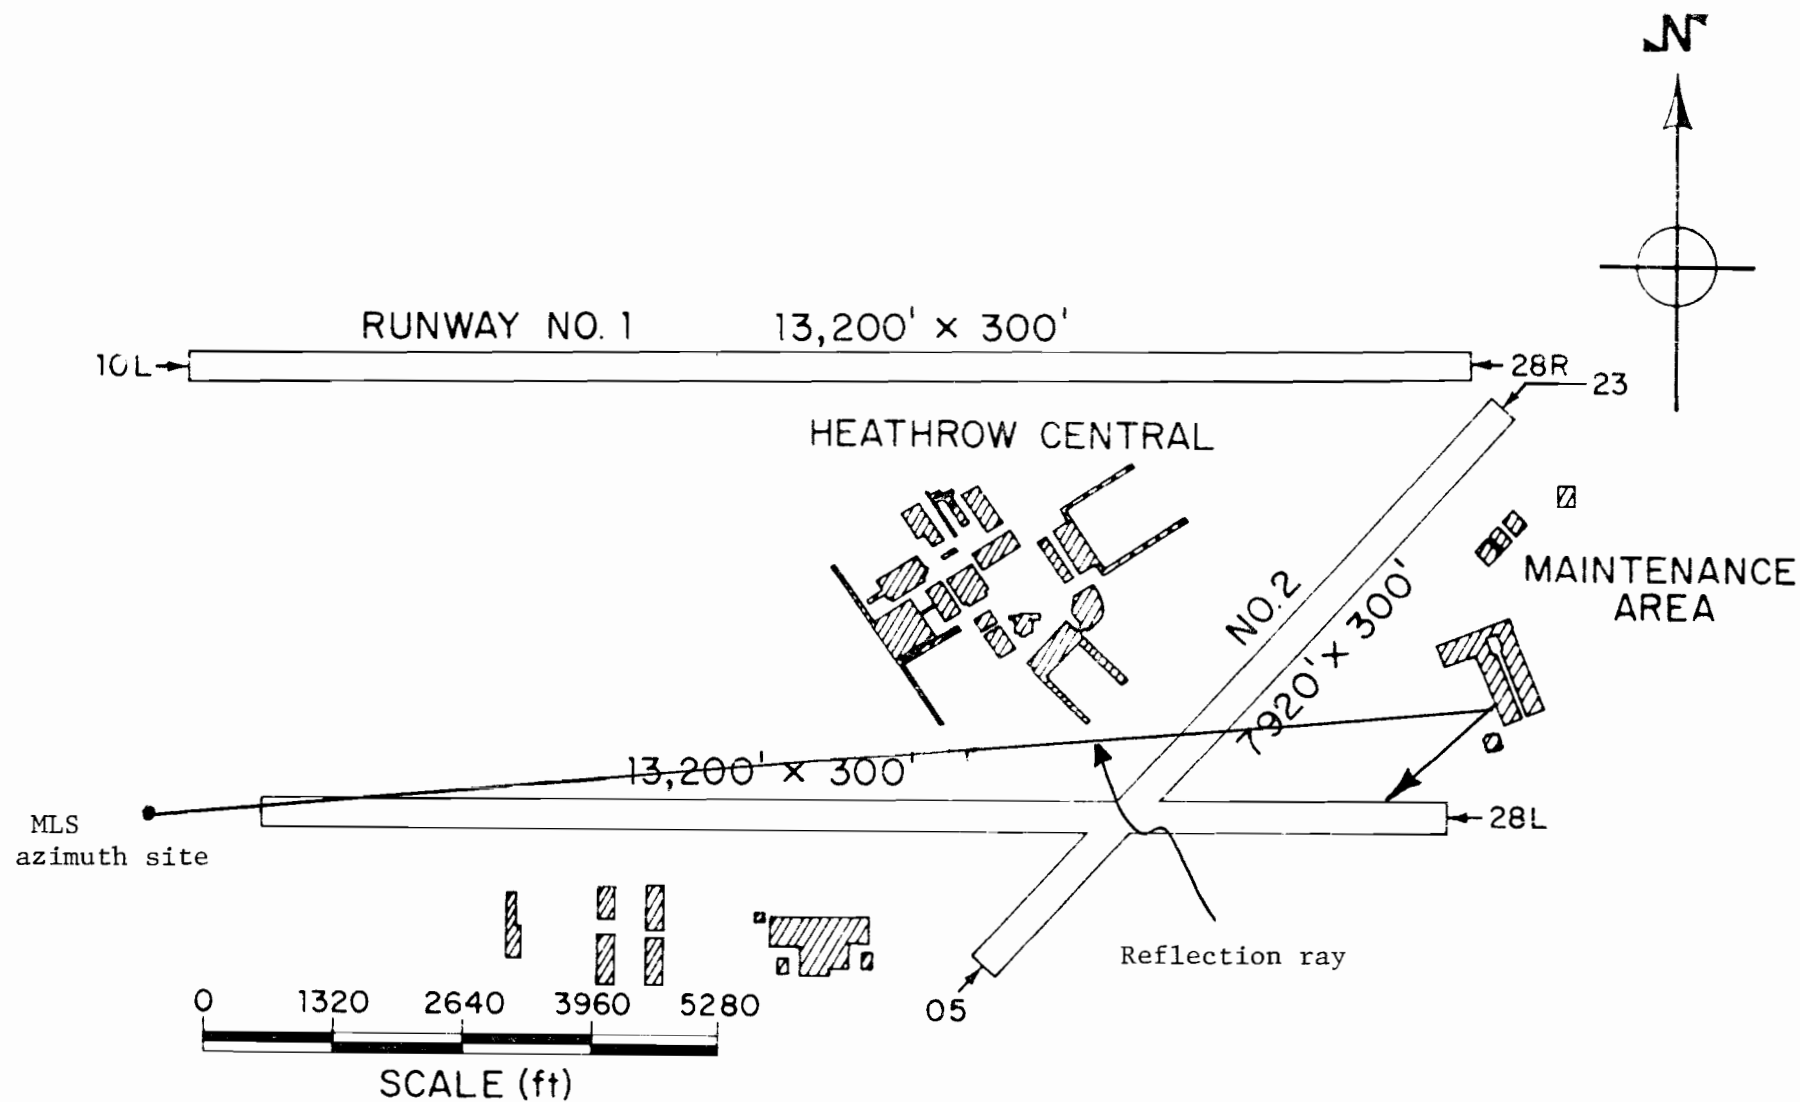 N
RUNWAY NO. 1 13,200' × 300'
10L
28R
23
HEATHROW CENTRAL
MAINTENANCE
AREA
NO. 2
7920' × 300'
13,200' × 300'
MLS
azimuth site
28L
Reflection ray
05
0 1320 2640 3960 5280
SCALE (ft)